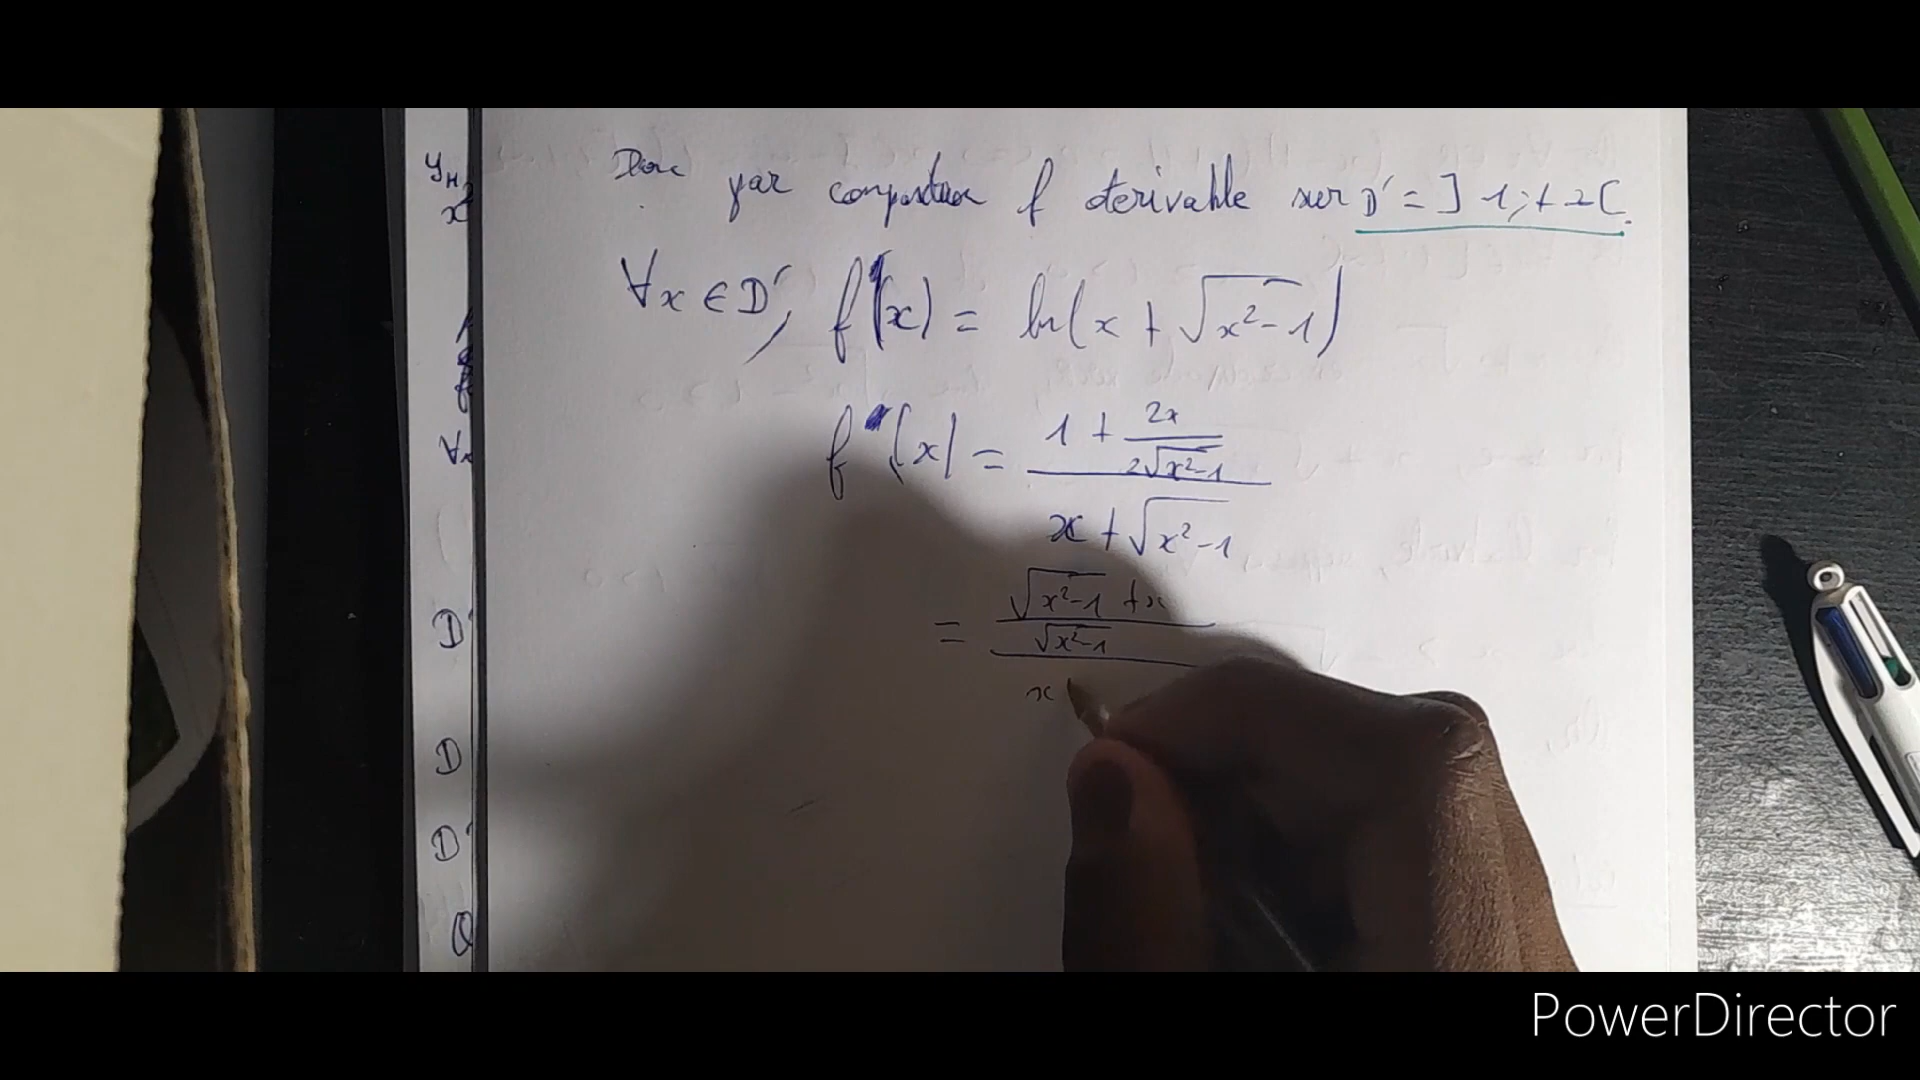 Donc par composition f derivable sur D' = ]1;+∞[.
∀x ∈ D', f(x) = ln(x + √(x²-1))
f'(x) = (1 + 2x/(2√(x²-1)))/(x + √(x²-1))
= ((√(x²-1) + x)/√(x²-1))/(x
yH
x
∀x
D'
D
D'
PowerDirector